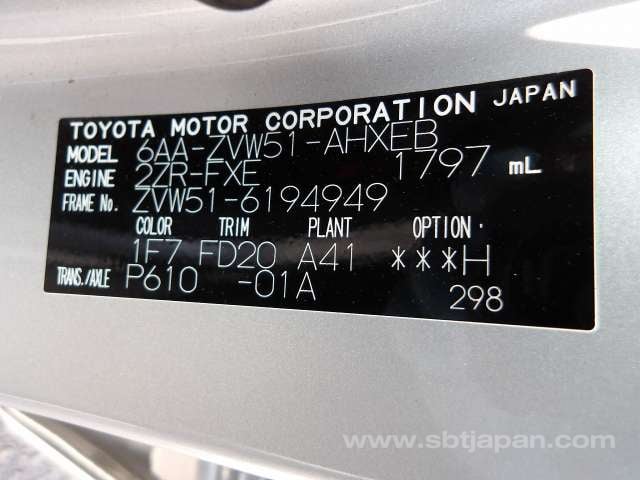 TOYOTA MOTOR CORPORATION JAPAN
MODEL 6AA-ZVW51-AHXEB
ENGINE 2ZR-FXE 1797 mL
FRAME No. ZVW51-6194949
COLOR TRIM PLANT OPTION
1F7 FD20 A41 ***H
TRANS./AXLE P610 -01A
298
www.sbtjapan.com